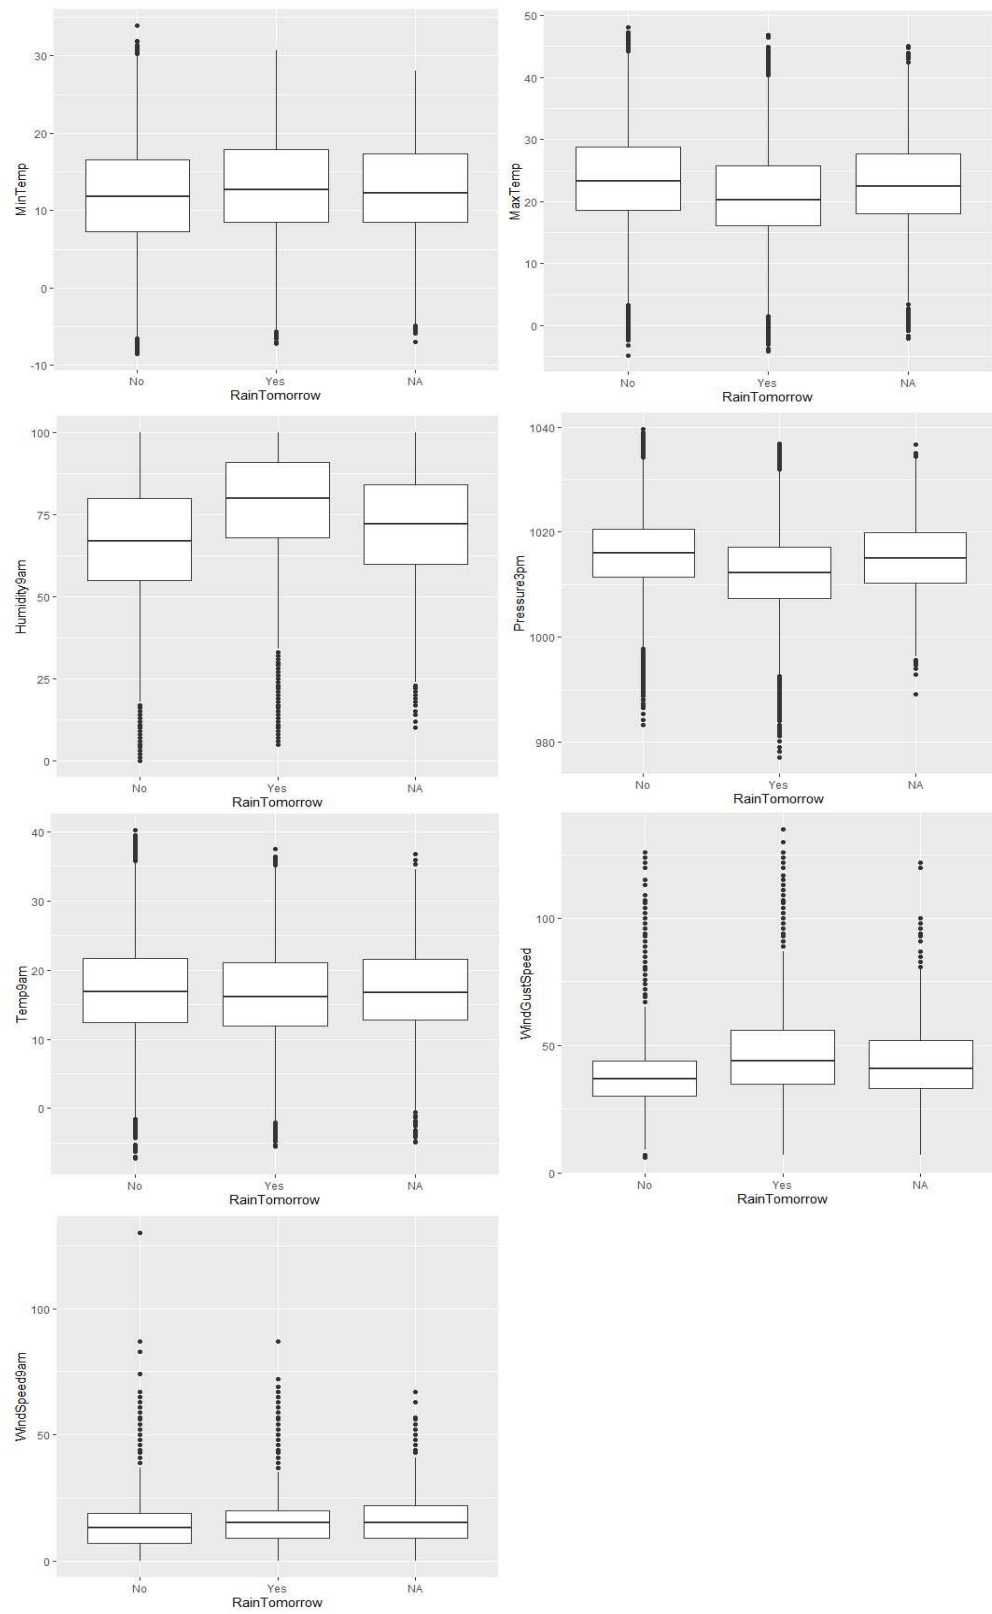 MinTemp
30
20
10
0
-10
No Yes NA
RainTomorrow
MaxTemp
50
40
30
20
10
0
No Yes NA
RainTomorrow
Humidity9am
100
75
50
25
0
No Yes NA
RainTomorrow
Pressure3pm
1040
1020
1000
980
No Yes NA
RainTomorrow
Temp9am
40
30
20
10
0
No Yes NA
RainTomorrow
WindGustSpeed
100
50
0
No Yes NA
RainTomorrow
WindSpeed9am
100
50
0
No Yes NA
RainTomorrow